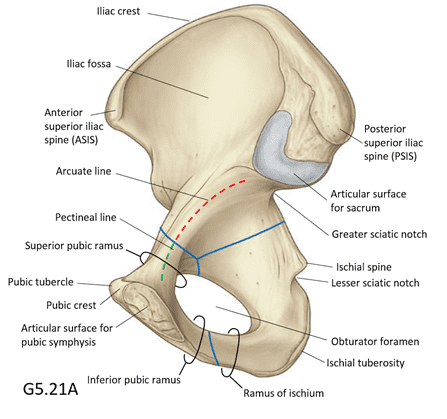 Iliac crest
Iliac fossa
Anterior
superior iliac
spine (ASIS)
Posterior
superior iliac
spine (PSIS)
Arcuate line
Articular surface
for sacrum
Pectineal line
Greater sciatic notch
Superior pubic ramus
Ischial spine
Pubic tubercle
Lesser sciatic notch
Pubic crest
Articular surface for
pubic symphysis
Obturator foramen
Ischial tuberosity
Inferior pubic ramus
Ramus of ischium
G5.21A